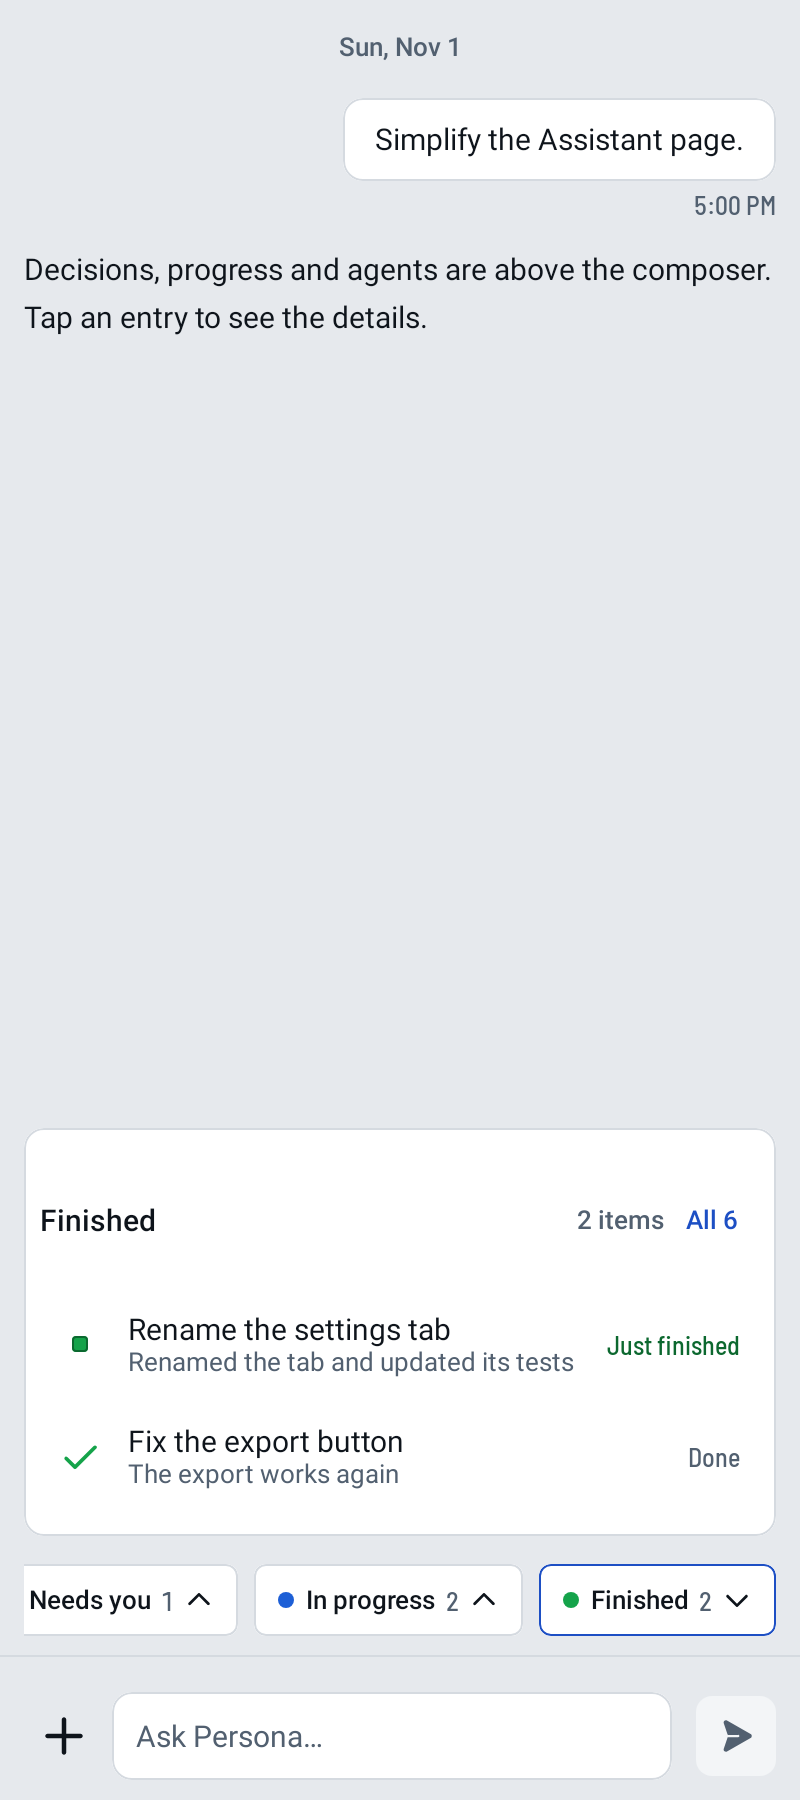 Sun, Nov 1
Simplify the Assistant page.
5:00 PM
Decisions, progress and agents are above the composer.
Tap an entry to see the details.
Finished 2 items All 6
Rename the settings tab
Renamed the tab and updated its tests
Just finished
Fix the export button
The export works again
Done
Needs you 1
In progress 2
Finished 2
Ask Persona…